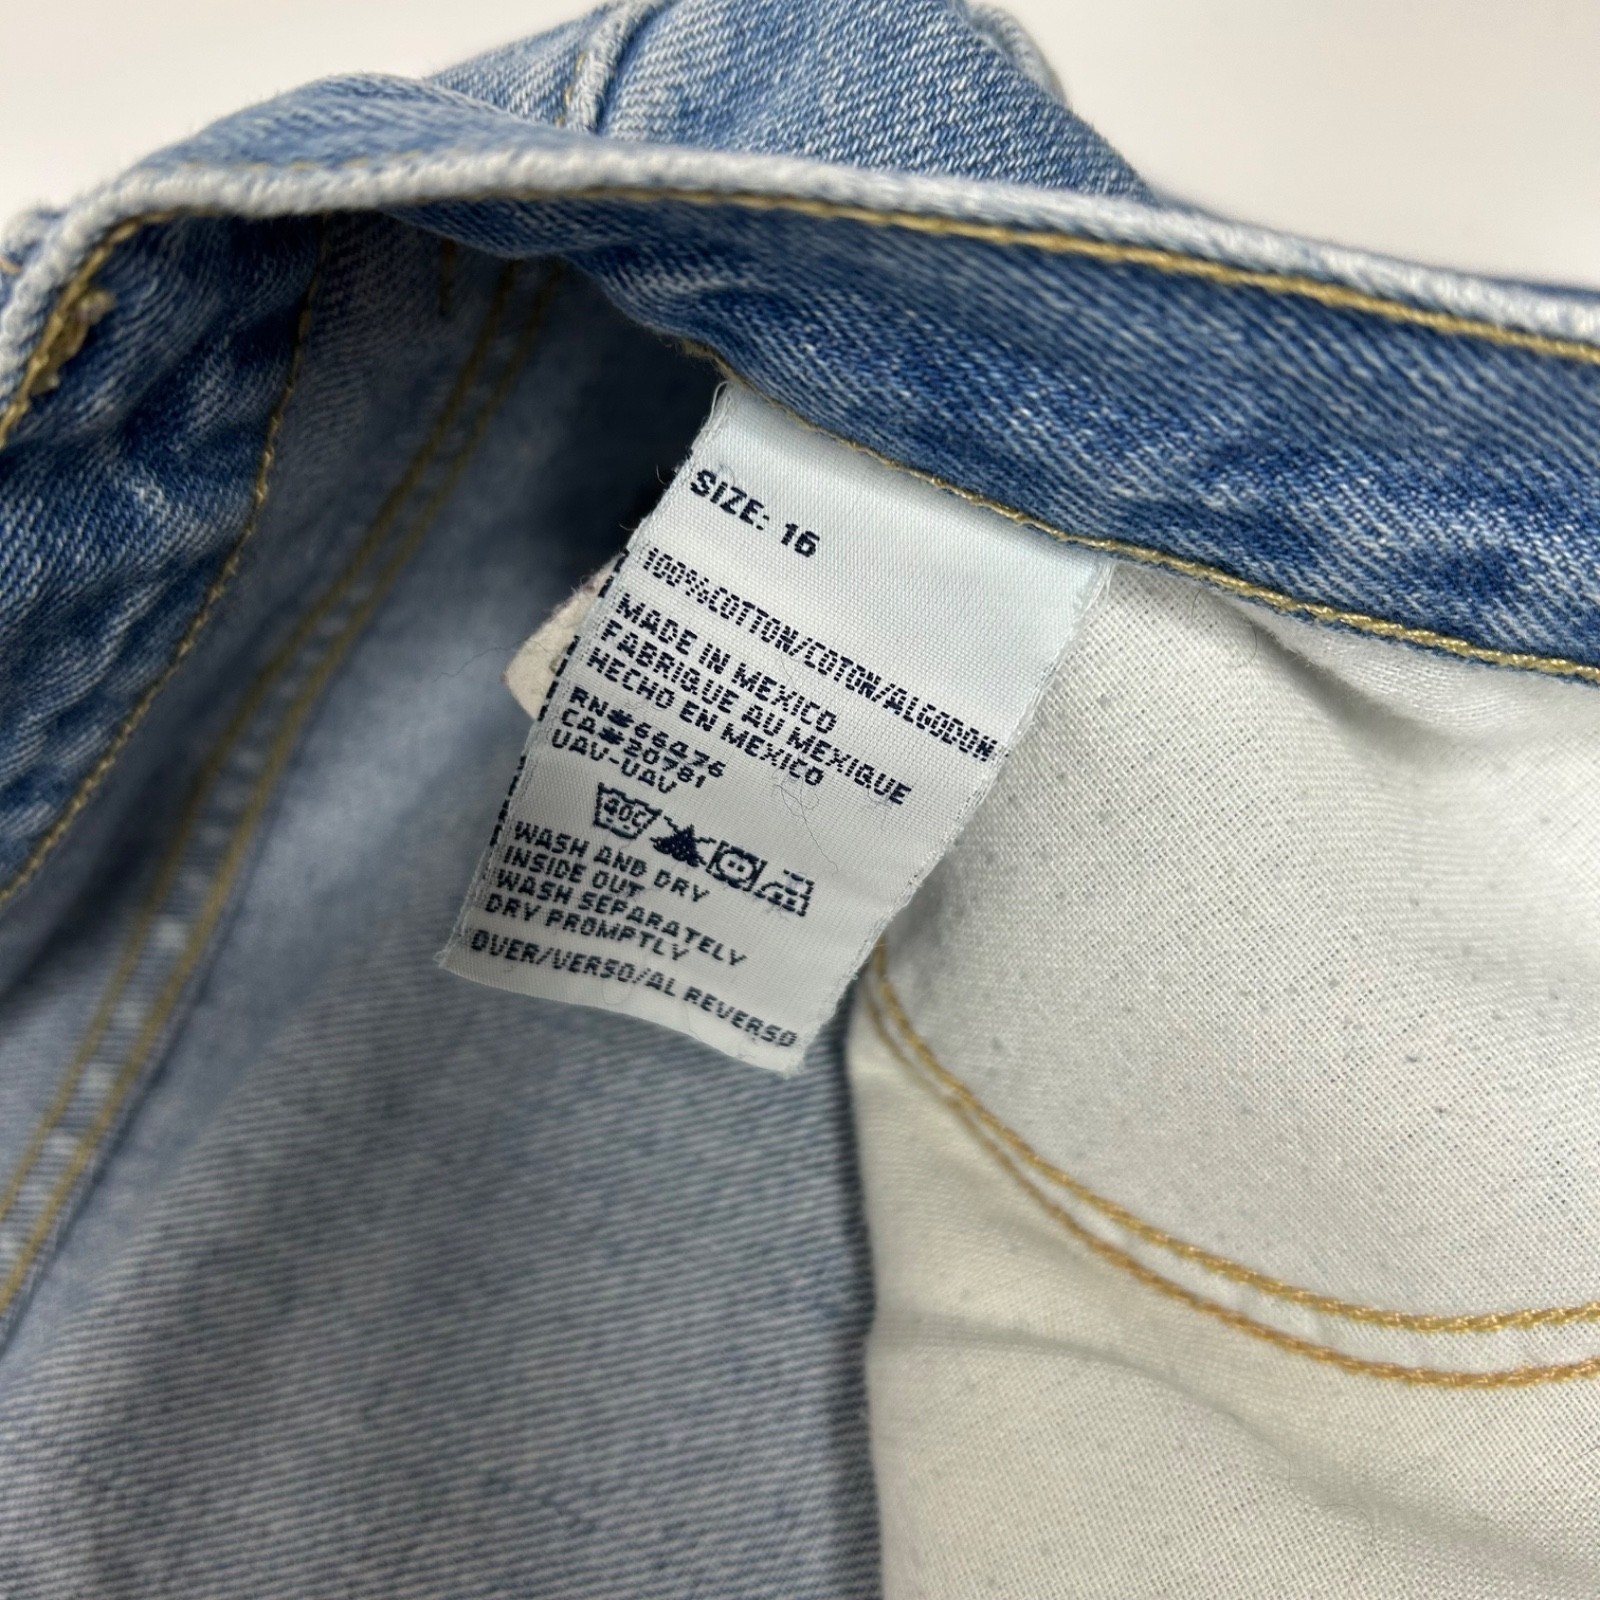 SIZE: 16
100%COTTON/COTON/ALGODON
MADE IN MEXICO
FABRIQUE AU MEXIQUE
HECHO EN MEXICO
RN#66476
CA#20781
UAV-UAV
40C
WASH AND DRY
INSIDE OUT
WASH SEPARATELY
DRY PROMPTLY
OVER/VERSO/AL REVERSO